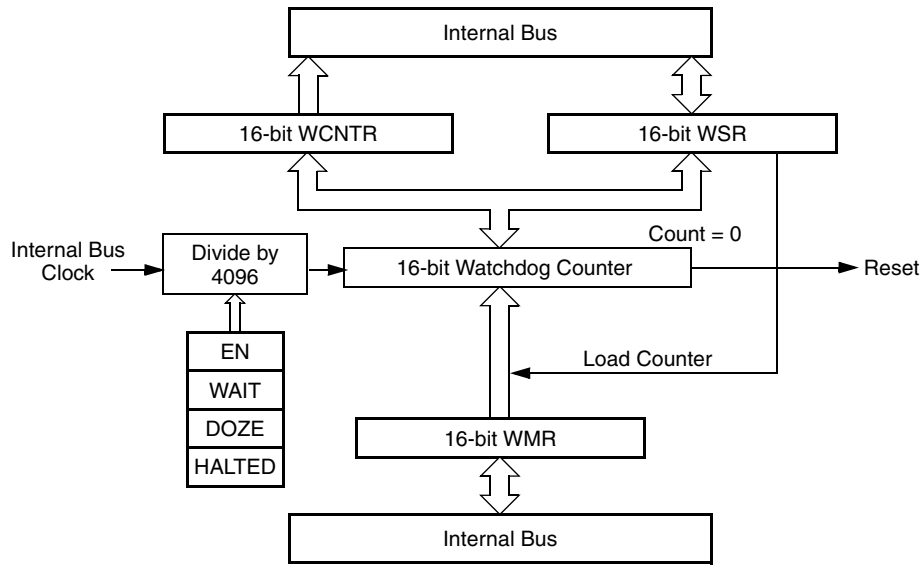 Internal Bus
16-bit WCNTR
16-bit WSR
Count = 0
Internal Bus
Clock
Divide by
4096
16-bit Watchdog Counter
Reset
EN
WAIT
DOZE
HALTED
Load Counter
16-bit WMR
Internal Bus